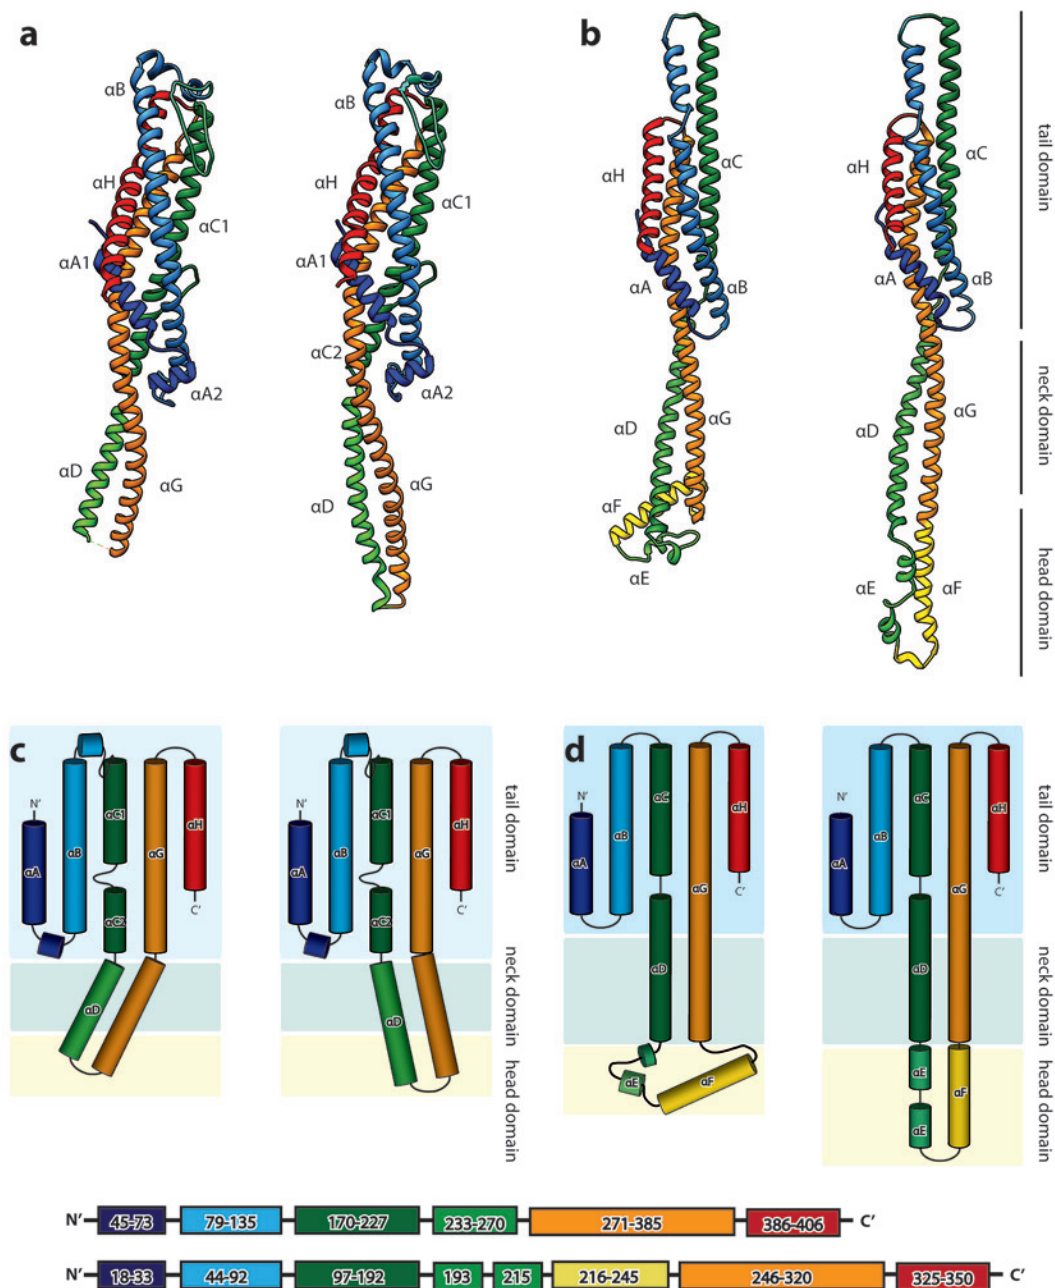 a
αB
αH
αC1
αA1
αA2
αD
αG
αB
αH
αC1
αA1
αC2
αA2
αD
αG
b
αH
αC
αA
αB
αD
αG
αF
αE
αH
αC
αA
αB
αD
αG
αE
αF
tail domain
neck domain
head domain
c
N'
αA
αB
αC1
αC2
αG
αH
C'
αD
N'
αA
αB
αC1
αC2
αG
αH
C'
αD
tail domain
neck domain
head domain
d
N'
αA
αB
αC
αD
αG
αH
C'
αE
αF
N'
αA
αB
αC
αD
αG
αH
C'
αE
αE
αF
tail domain
neck domain
head domain
N' 45-73 79-135 170-227 233-270 271-385 386-406 C'
N' 18-33 44-92 97-192 193 215 216-245 246-320 325-350 C'